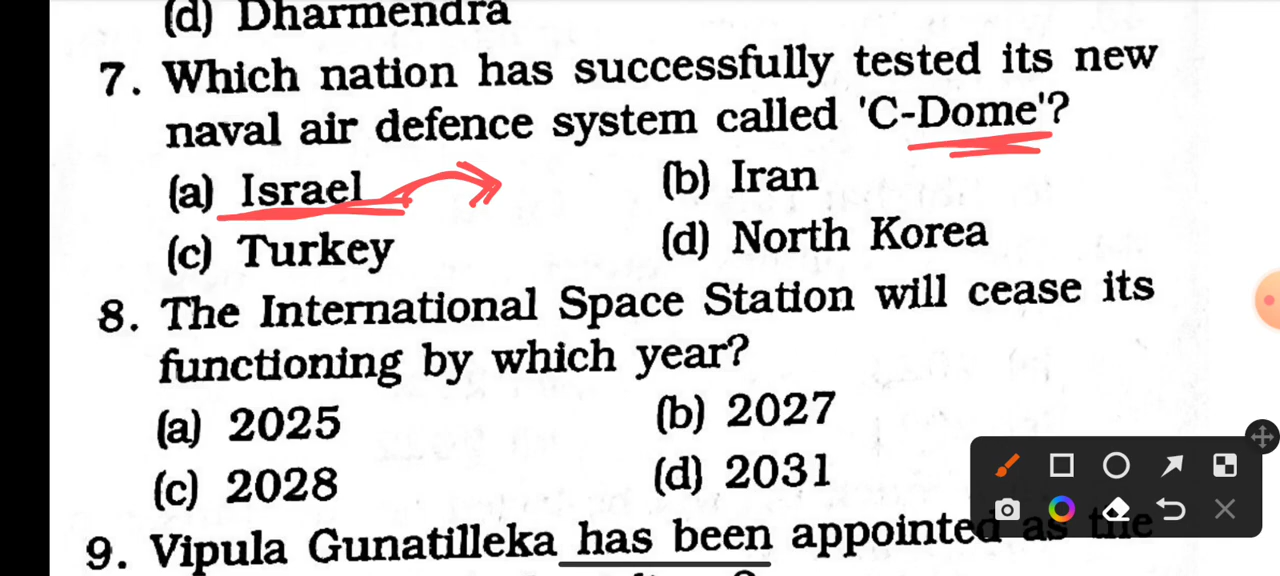 (d) Dharmendra
7. Which nation has successfully tested its new
naval air defence system called 'C-Dome'?
(a) Israel (b) Iran
(c) Turkey (d) North Korea
8. The International Space Station will cease its
functioning by which year?
(a) 2025 (b) 2027
(c) 2028 (d) 2031
9. Vipula Gunatilleka has been appointed as the